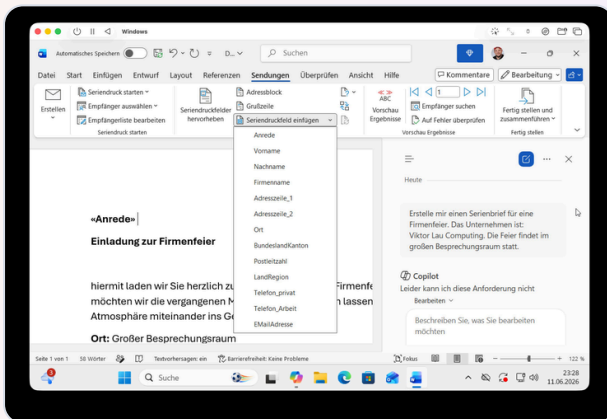 Windows
Automatisches Speichern
D...
Suchen
Datei Start Einfügen Entwurf Layout Referenzen Sendungen Überprüfen Ansicht Hilfe
Kommentare
Bearbeitung
Erstellen
Seriendruck starten
Empfänger auswählen
Empfängerliste bearbeiten
Seriendruck starten
Seriendruckfelder
hervorheben
Adressblock
Grußzeile
Seriendruckfeld einfügen
ABC
Vorschau
Ergebnisse
1
Empfänger suchen
Auf Fehler überprüfen
Vorschau Ergebnisse
Fertig stellen und
zusammenführen
Fertig stellen
Anrede
Vorname
Nachname
Firmenname
Adresszeile_1
Adresszeile_2
Ort
BundeslandKanton
Postleitzahl
LandRegion
Telefon_privat
Telefon_Arbeit
EMailAdresse
«Anrede»
Einladung zur Firmenfeier
hiermit laden wir Sie herzlich zu Firmenfe
möchten wir die vergangenen M n lassen
Atmosphäre miteinander ins Ge
Ort: Großer Besprechungsraum
Heute
Erstelle mir einen Serienbrief für eine
Firmenfeier. Das Unternehmen ist:
Viktor Lau Computing. Die Feier findet im
großen Besprechungsraum statt.
Copilot
Leider kann ich diese Anforderung nicht
Bearbeiten
Beschreiben Sie, was Sie bearbeiten
möchten
Seite 1 von 1 58 Wörter Textvorhersagen: ein Barrierefreiheit: Keine Probleme
Fokus
122 %
Suche
23:28
11.06.2026